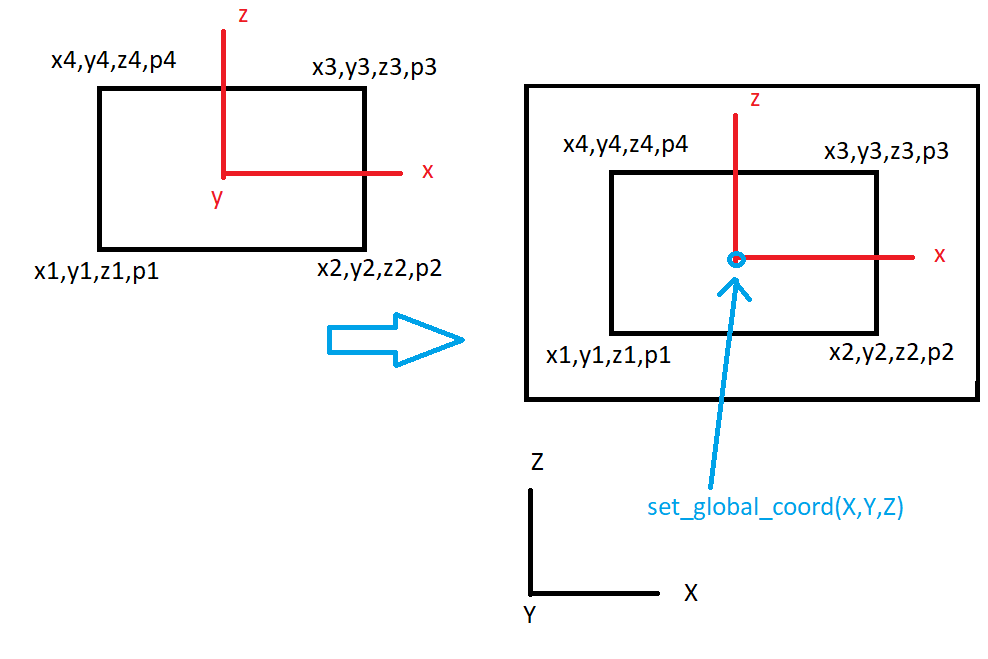 z
x4,y4,z4,p4
x3,y3,z3,p3
x
y
x1,y1,z1,p1
x2,y2,z2,p2
z
x4,y4,z4,p4
x3,y3,z3,p3
x
x1,y1,z1,p1
x2,y2,z2,p2
Z
set_global_coord(X,Y,Z)
X
Y